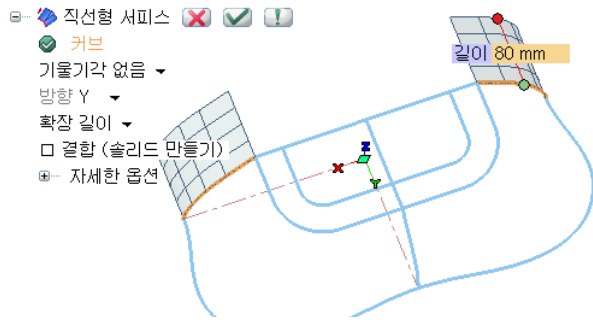 직선형 서피스
커브
기울기각 없음
방향 Y
확장 길이
결합 (솔리드 만들기)
자세한 옵션
길이 80 mm
Z
X
Y